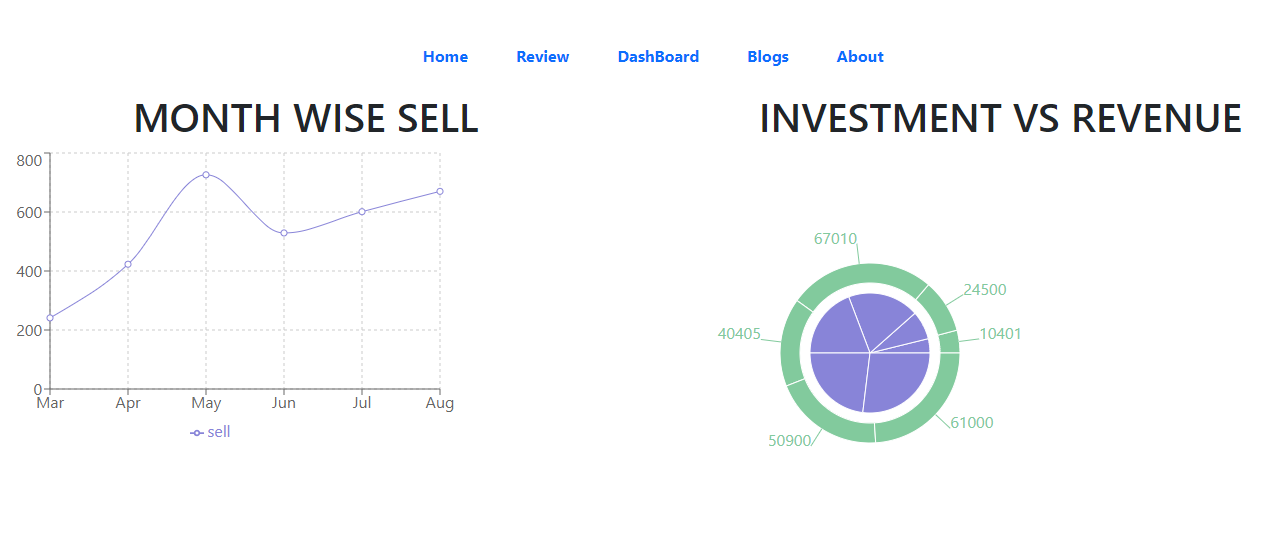 Home Review DashBoard Blogs About
MONTH WISE SELL
800
600
400
200
0
Mar Apr May Jun Jul Aug
sell
INVESTMENT VS REVENUE
67010
24500
40405
10401
61000
50900